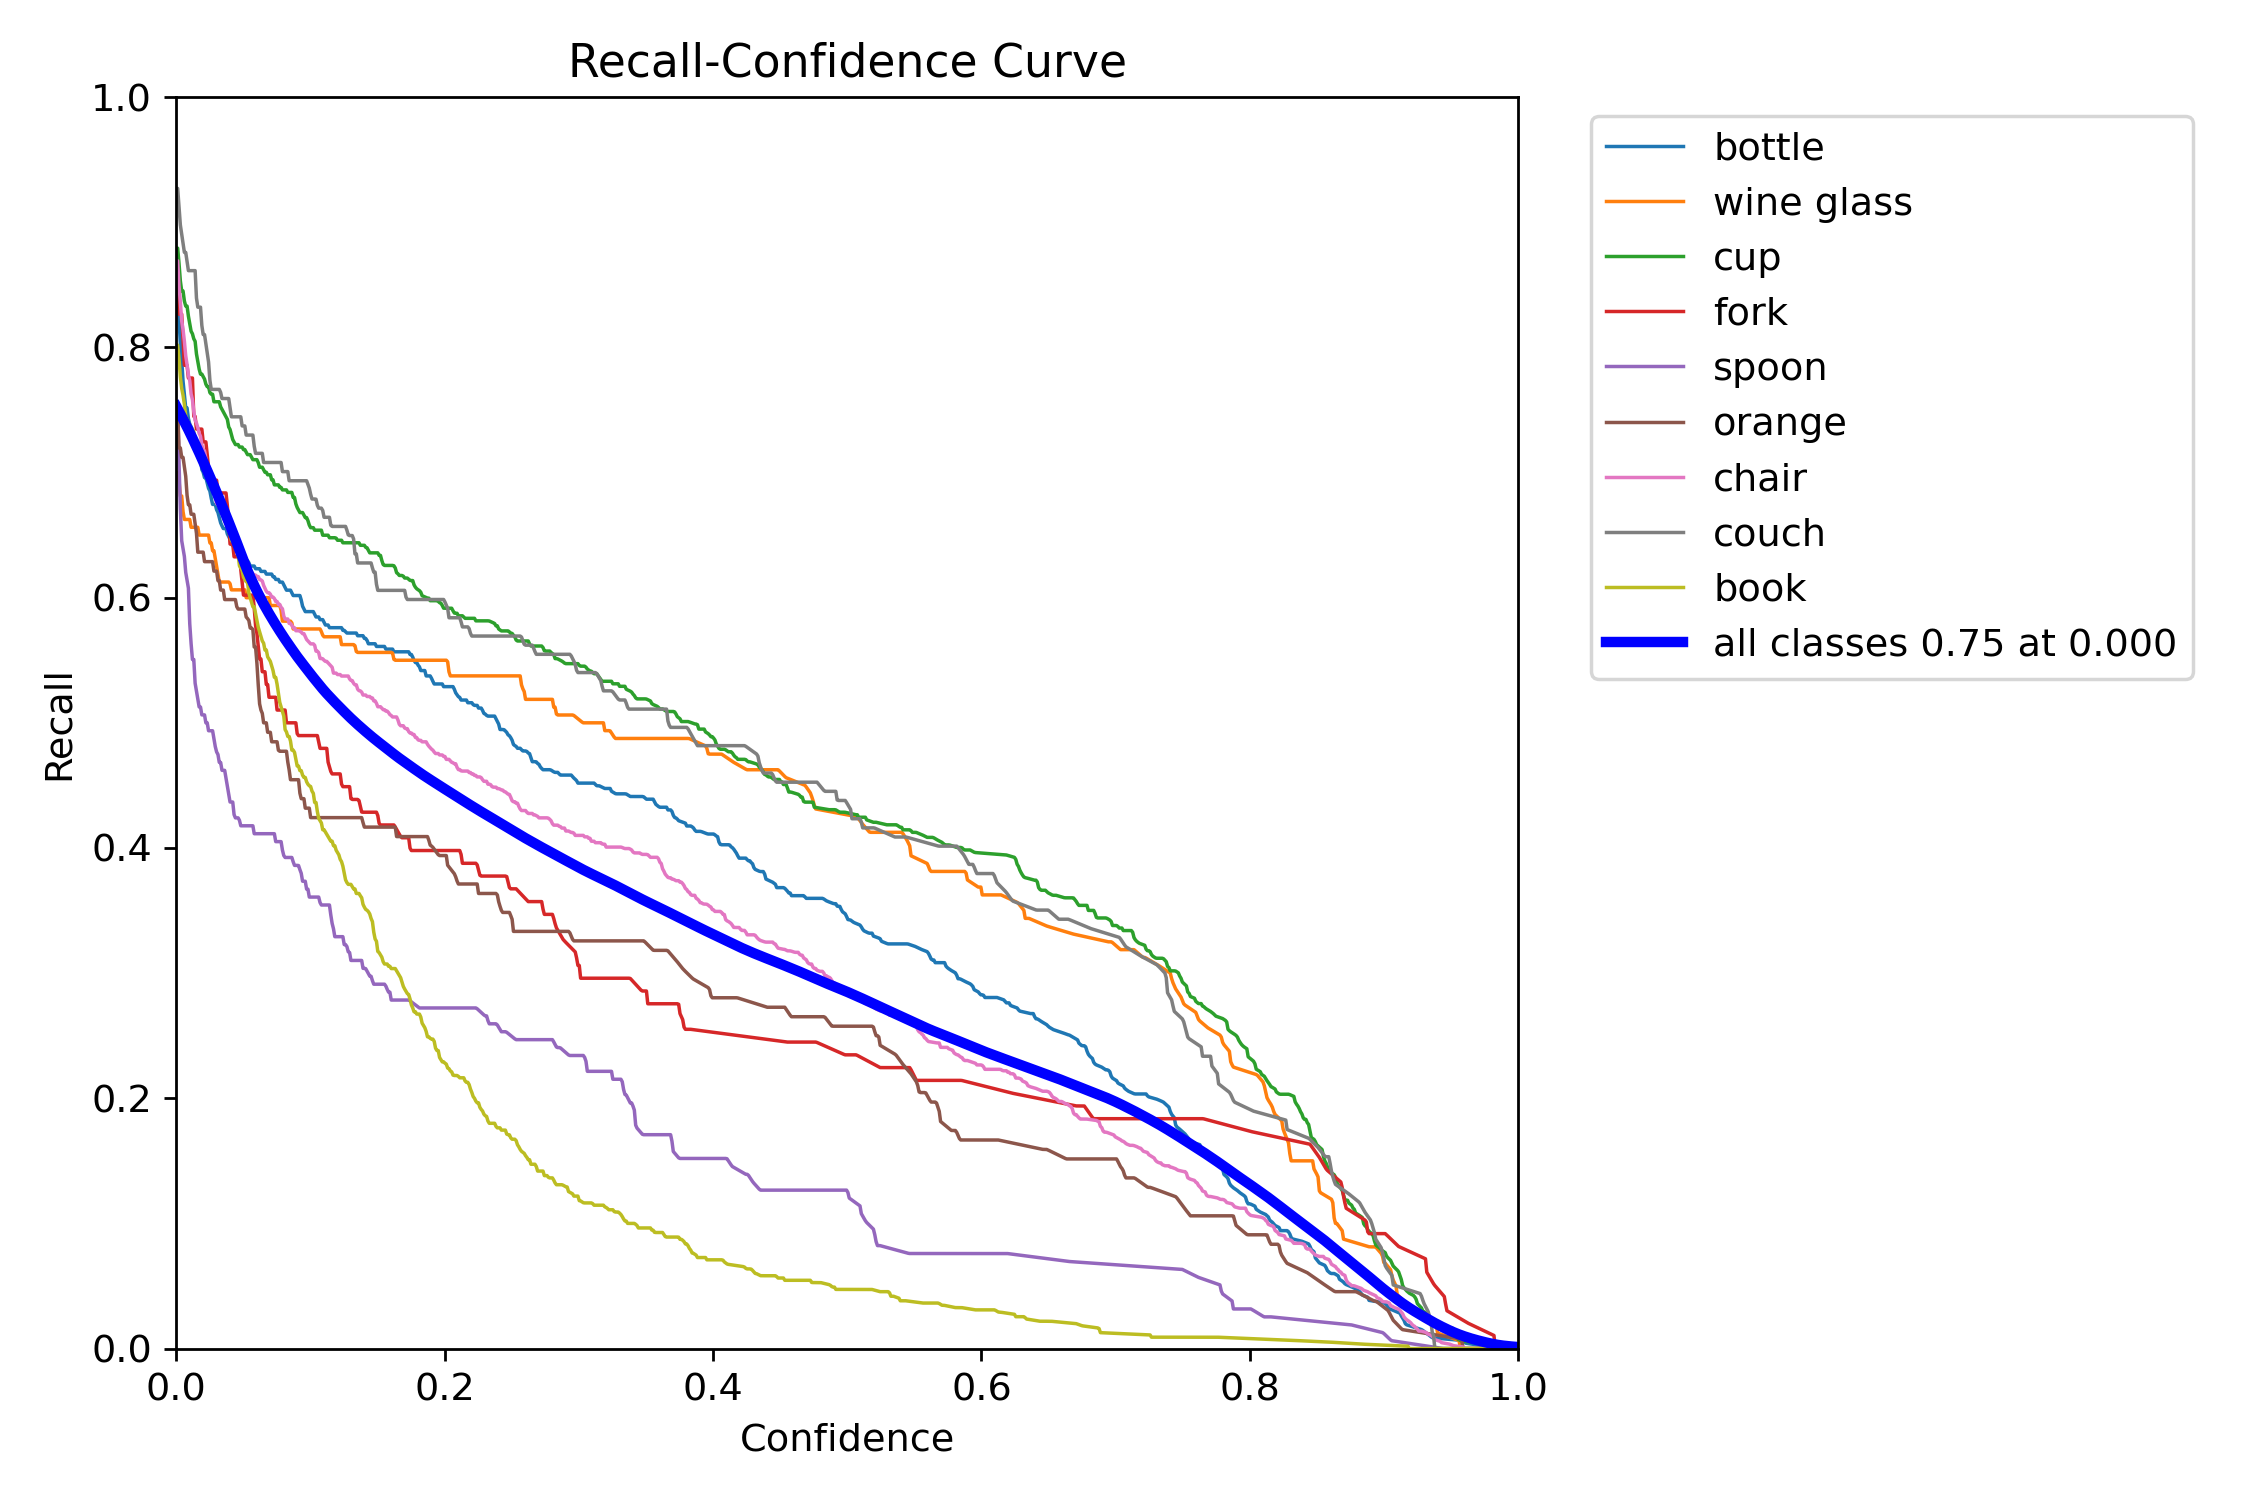 Recall-Confidence Curve
1.0
0.8
0.6
0.4
0.2
0.0
Recall
0.0 0.2 0.4 0.6 0.8 1.0
Confidence
bottle
wine glass
cup
fork
spoon
orange
chair
couch
book
all classes 0.75 at 0.000